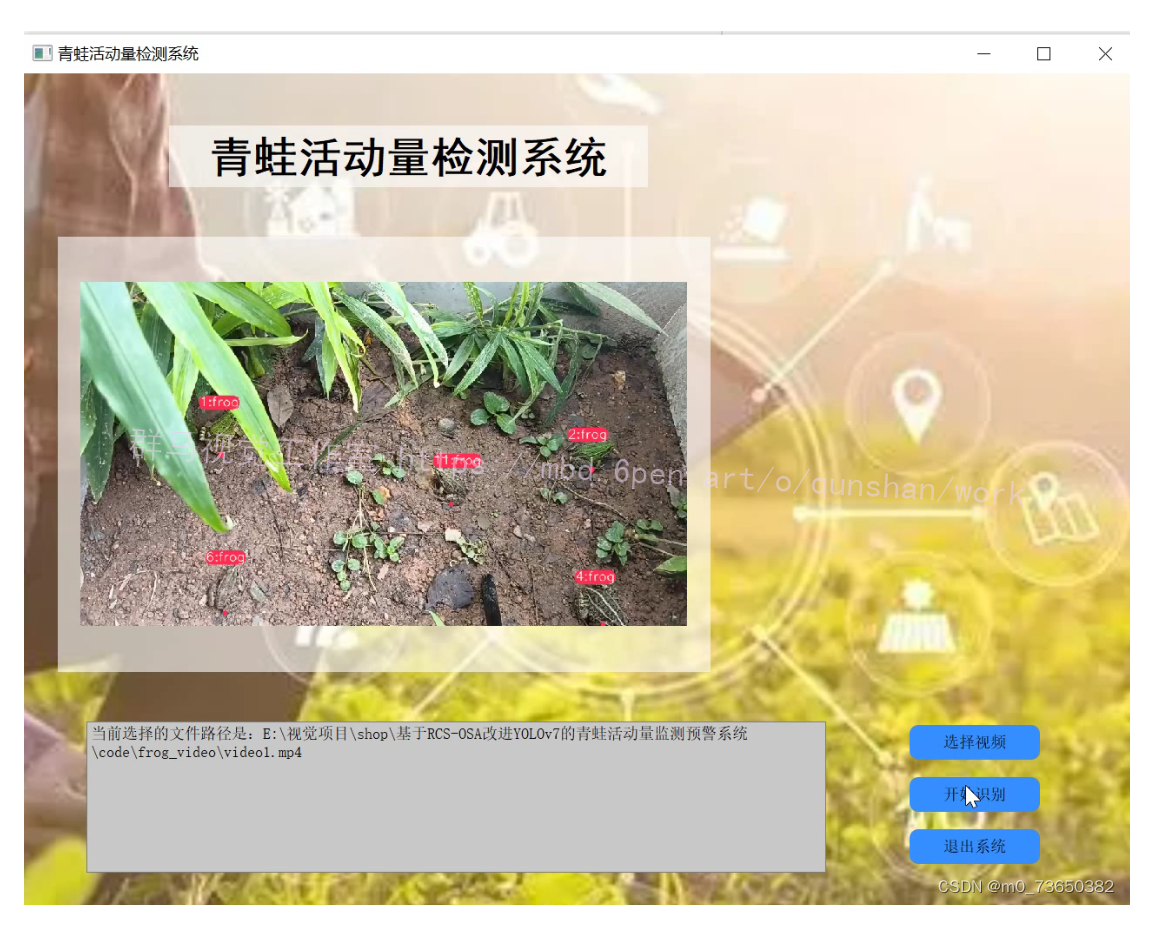 青蛙活动量检测系统
青蛙活动量检测系统
1:frog
2:frog
11:frog
https://mbd.6pen.art/o/qunshan/work
6:frog
4:frog
当前选择的文件路径是：E:\视觉项目\shop\基于RCS-OSA改进YOLOv7的青蛙活动量监测预警系统
\code\frog_video\video1.mp4
选择视频
开始识别
退出系统
CSDN @m0_73650382